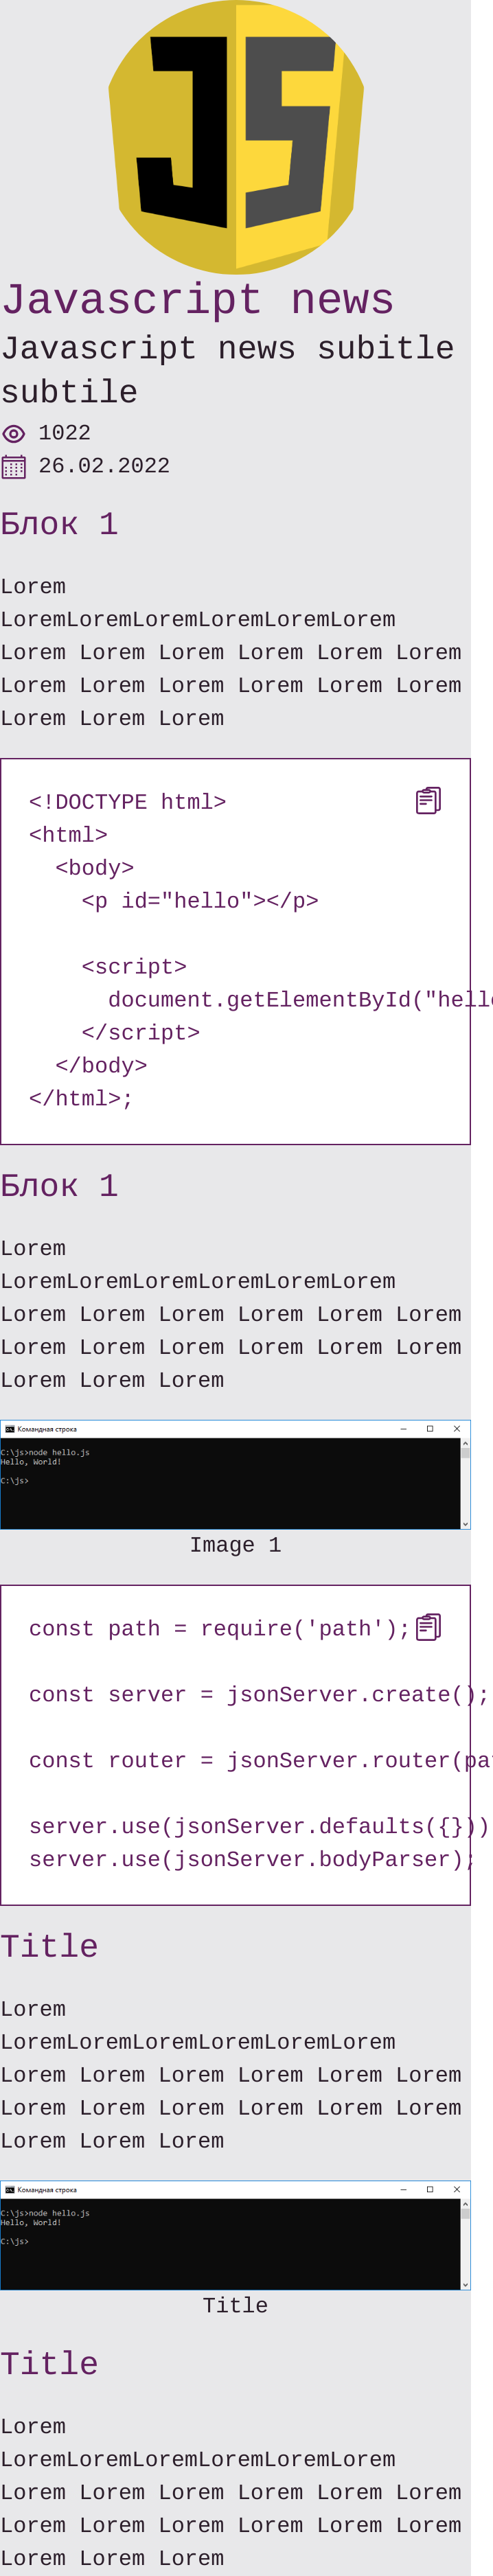 JS
Javascript news
Javascript news subitle
subtile
1022
26.02.2022
Блок 1
Lorem
LoremLoremLoremLoremLoremLorem
Lorem Lorem Lorem Lorem Lorem Lorem
Lorem Lorem Lorem Lorem Lorem Lorem
Lorem Lorem Lorem
<!DOCTYPE html>
<html>
  <body>
    <p id="hello"></p>
    <script>
      document.getElementById("hell
    </script>
  </body>
</html>;
Блок 1
Lorem
LoremLoremLoremLoremLoremLorem
Lorem Lorem Lorem Lorem Lorem Lorem
Lorem Lorem Lorem Lorem Lorem Lorem
Lorem Lorem Lorem
Командная строка
C:\js>node hello.js
Hello, World!
C:\js>
Image 1
const path = require('path');
const server = jsonServer.create();
const router = jsonServer.router(pa
server.use(jsonServer.defaults({}))
server.use(jsonServer.bodyParser);
Title
Lorem
LoremLoremLoremLoremLoremLorem
Lorem Lorem Lorem Lorem Lorem Lorem
Lorem Lorem Lorem Lorem Lorem Lorem
Lorem Lorem Lorem
Командная строка
C:\js>node hello.js
Hello, World!
C:\js>
Title
Title
Lorem
LoremLoremLoremLoremLoremLorem
Lorem Lorem Lorem Lorem Lorem Lorem
Lorem Lorem Lorem Lorem Lorem Lorem
Lorem Lorem Lorem